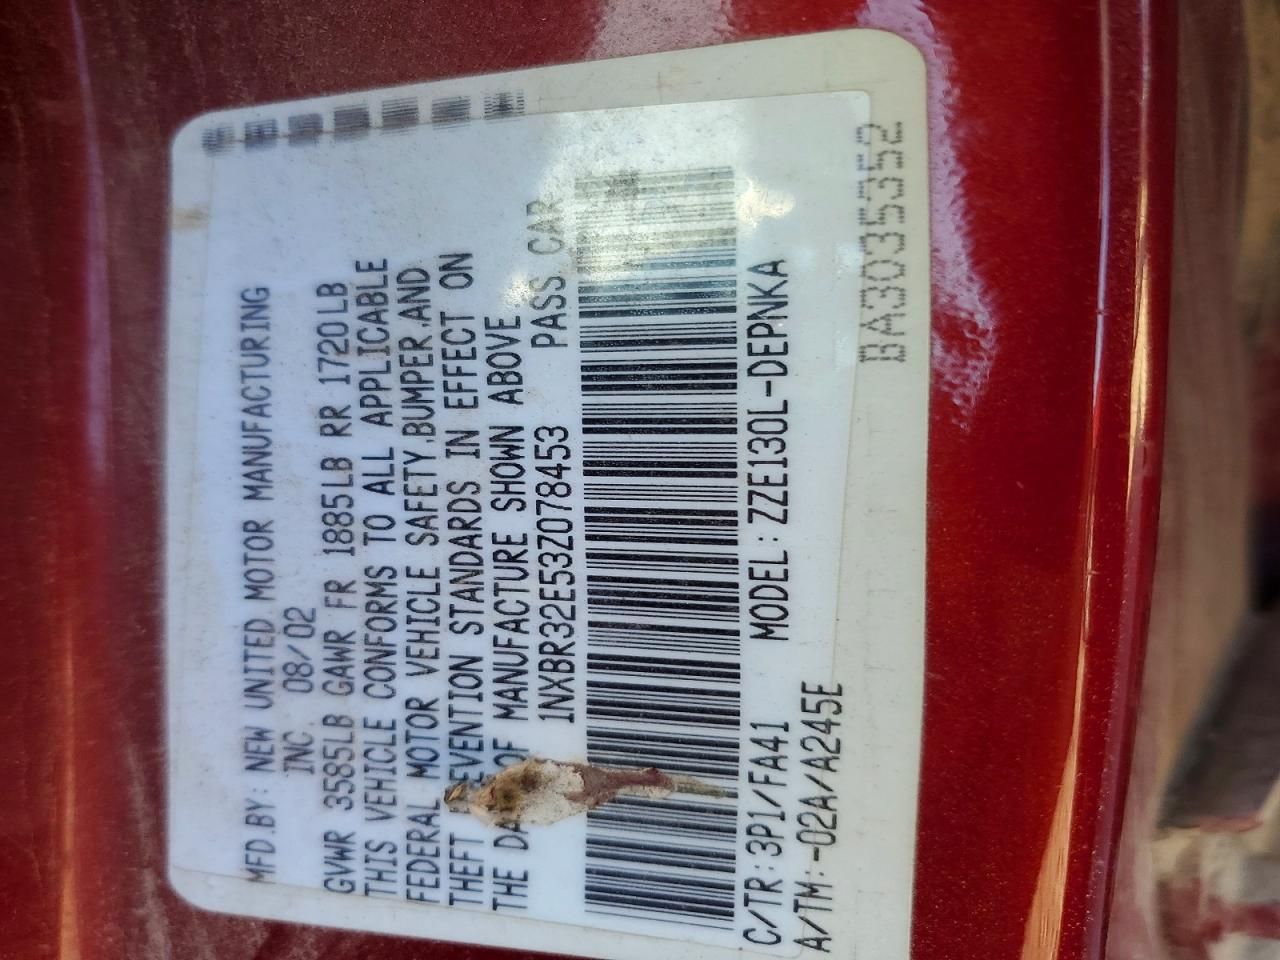 MFD.BY: NEW UNITED MOTOR MANUFACTURING
INC 08/02
GVWR 3585LB GAWR FR 1885LB RR 1720LB
THIS VEHICLE CONFORMS TO ALL APPLICABLE
FEDERAL MOTOR VEHICLE SAFETY,BUMPER,AND
THEFT EVENTION STANDARDS IN EFFECT ON
THE DA OF MANUFACTURE SHOWN ABOVE
1NXBR32E53Z078453 PASS CAR
C/TR:3P1/FA41 MODEL: ZZE130L-DEPNKA
A/TM:-02A/A245E
BA3035352